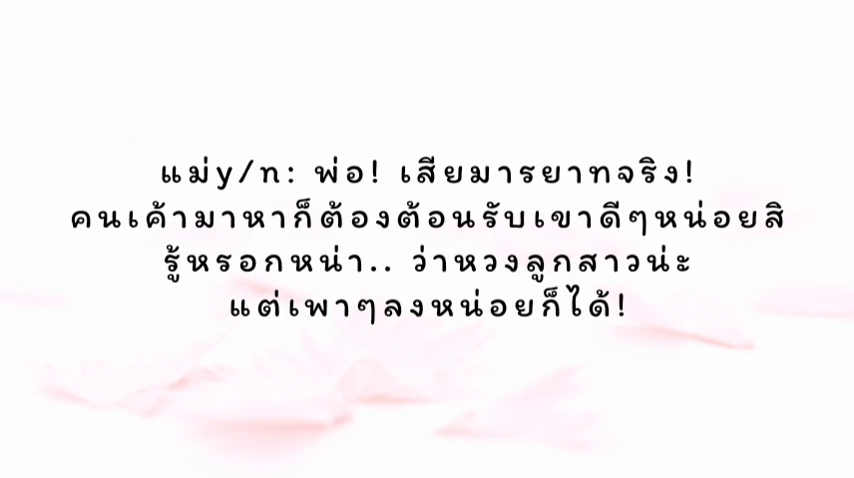 แม่y/n: พ่อ! เสียมารยาทจริง!
คนเค้ามาหาก็ต้องต้อนรับเขาดีๆหน่อยสิ
รู้หรอกหน่า.. ว่าหวงลูกสาวน่ะ
แต่เพาๆลงหน่อยก็ได้!